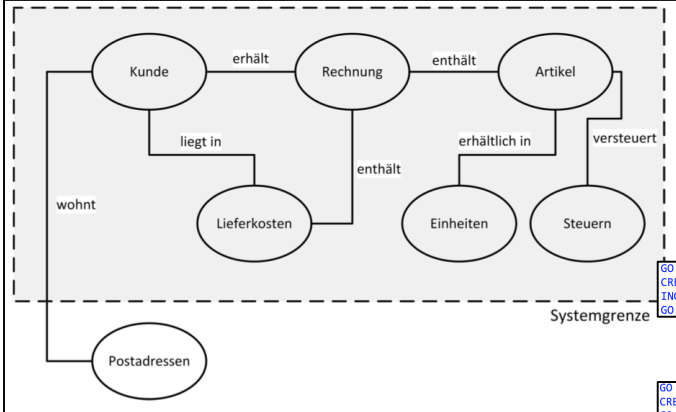 Kunde
erhält
Rechnung
enthält
Artikel
liegt in
enthält
erhältlich in
versteuert
wohnt
Lieferkosten
Einheiten
Steuern
GO
GO
Systemgrenze
Postadressen
GO